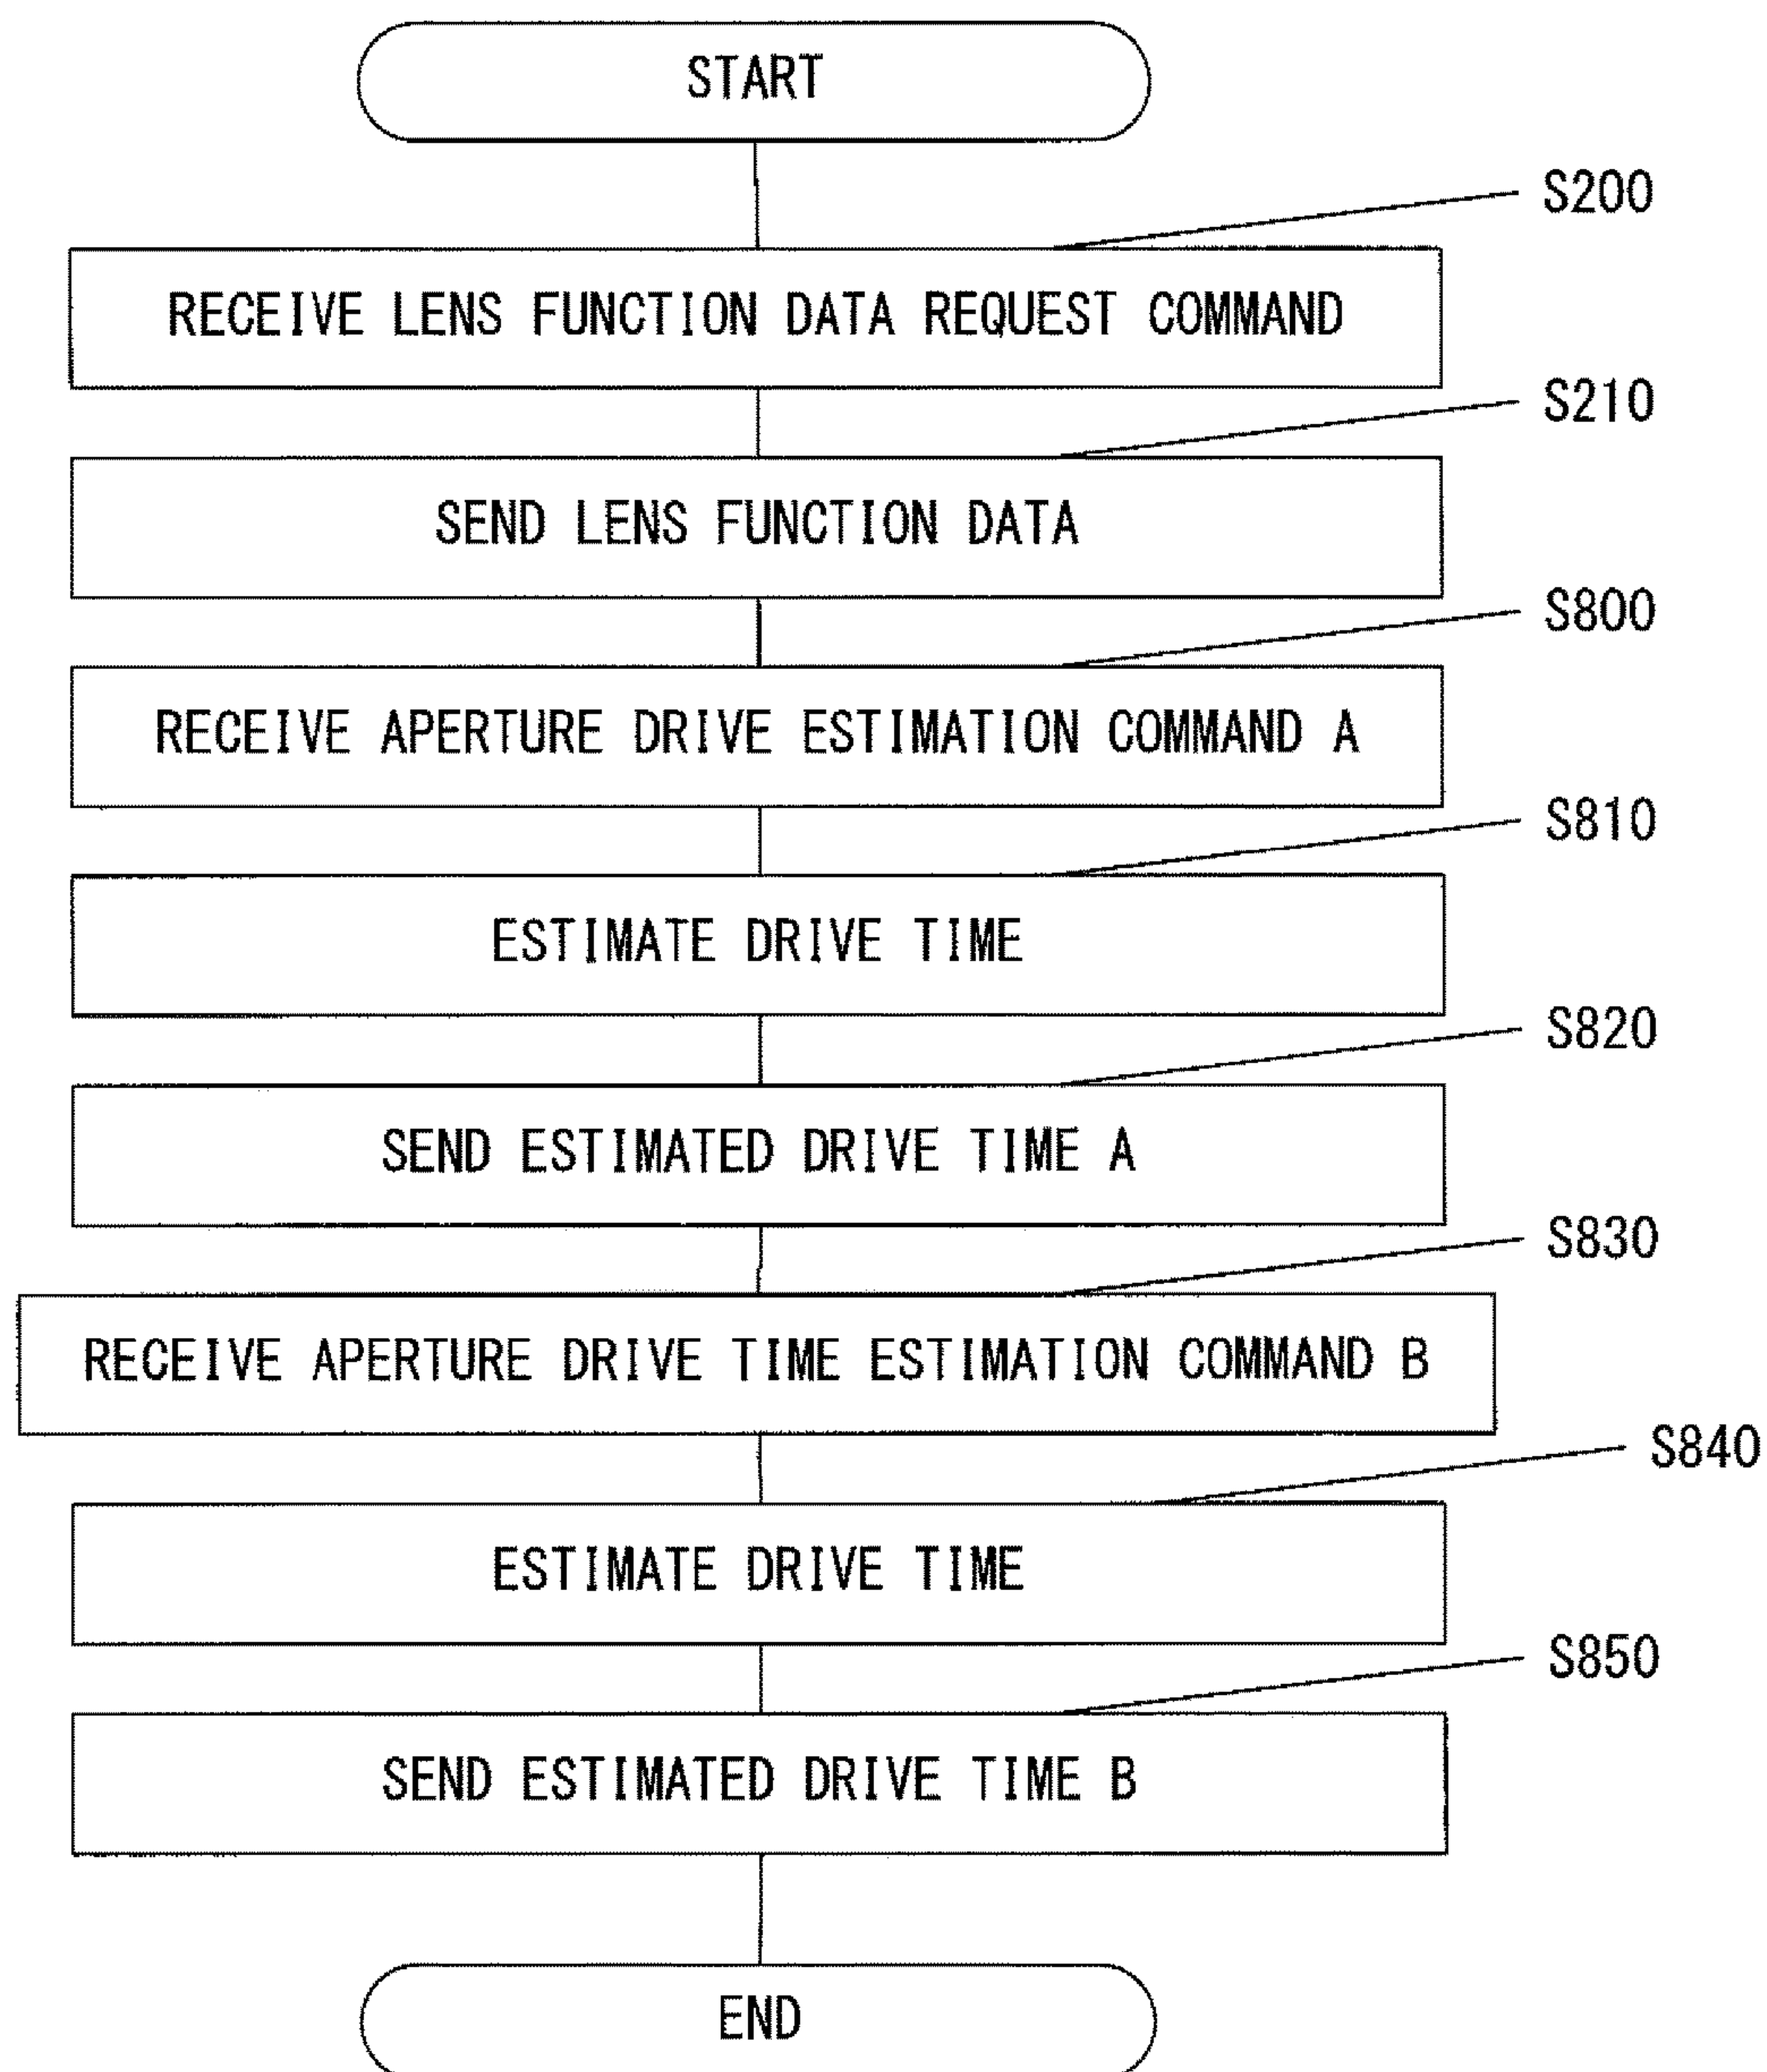 START
S200
RECEIVE LENS FUNCTION DATA REQUEST COMMAND
S210
SEND LENS FUNCTION DATA
S800
RECEIVE APERTURE DRIVE ESTIMATION COMMAND A
S810
ESTIMATE DRIVE TIME
S820
SEND ESTIMATED DRIVE TIME A
S830
RECEIVE APERTURE DRIVE TIME ESTIMATION COMMAND B
S840
ESTIMATE DRIVE TIME
S850
SEND ESTIMATED DRIVE TIME B
END